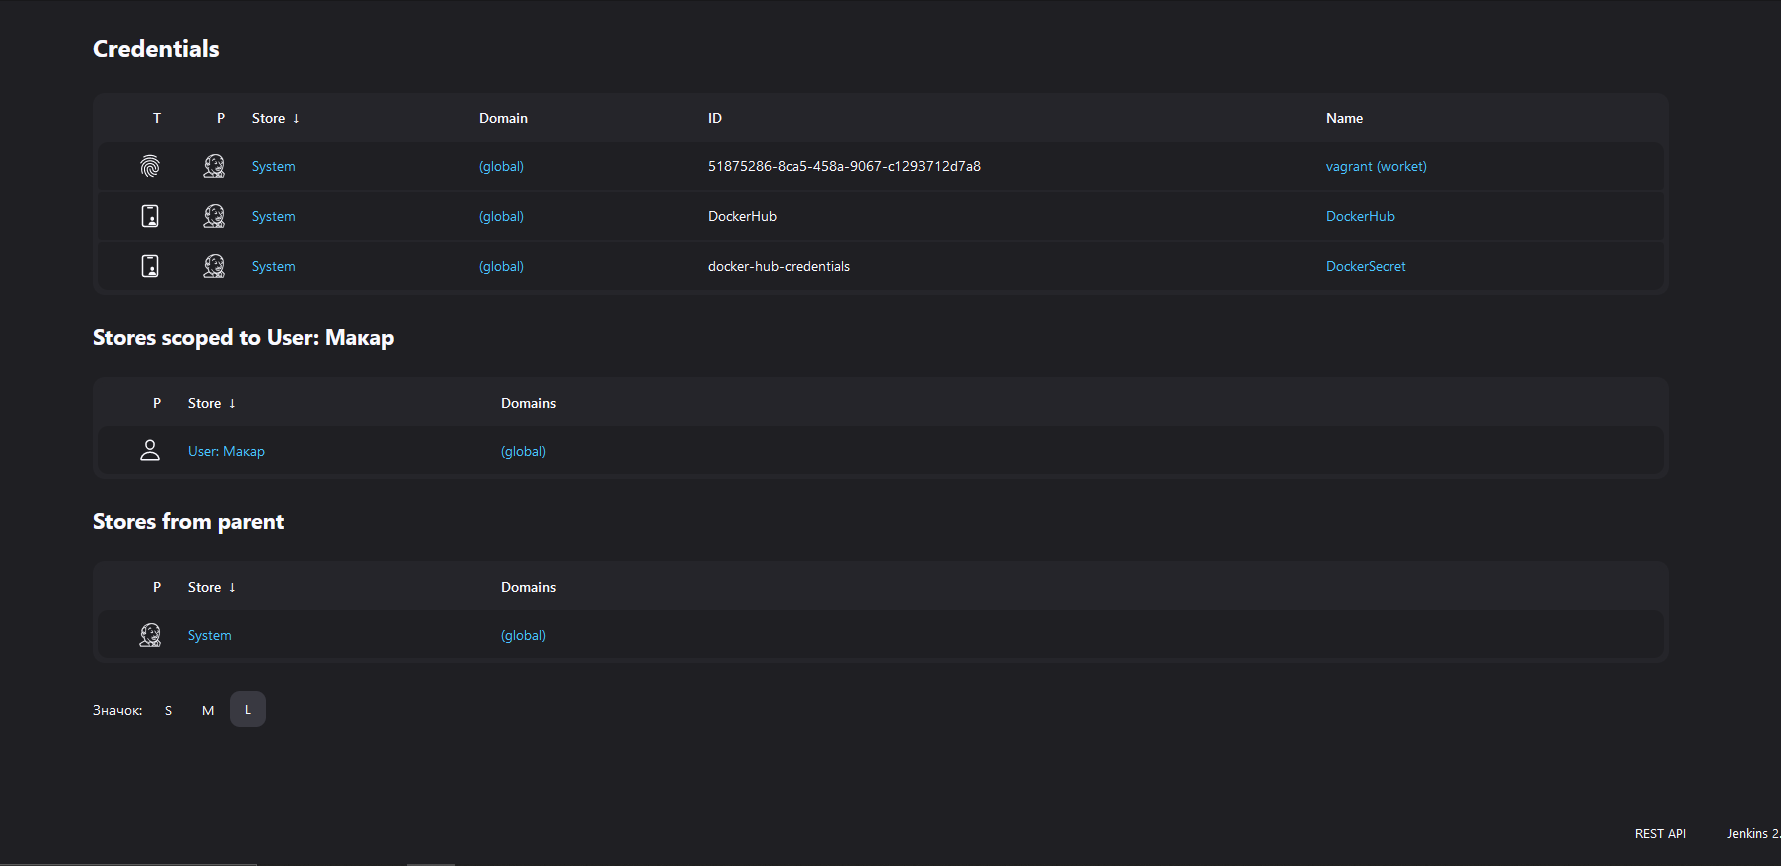 Credentials
T P Store ↓ Domain ID Name
System (global) 51875286-8ca5-458a-9067-c1293712d7a8 vagrant (worket)
System (global) DockerHub DockerHub
System (global) docker-hub-credentials DockerSecret
Stores scoped to User: Макар
P Store ↓ Domains
User: Макар (global)
Stores from parent
P Store ↓ Domains
System (global)
Значок: S M L
REST API Jenkins 2.